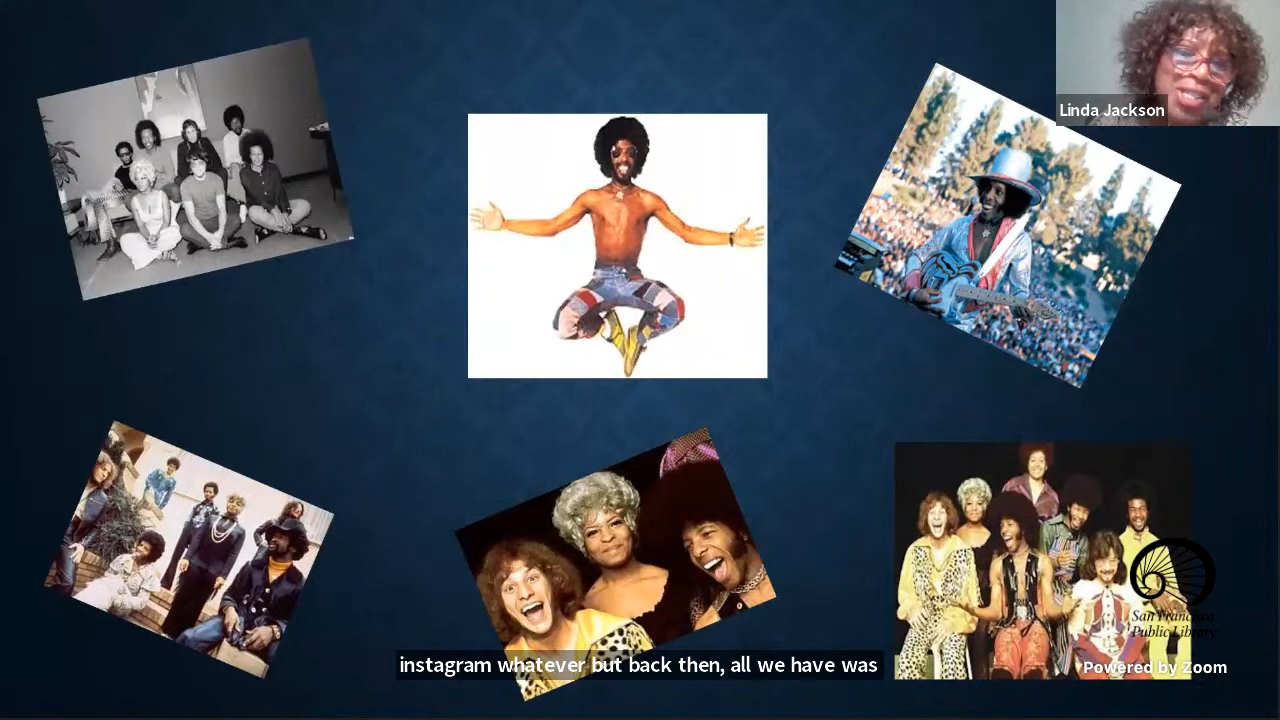 Linda Jackson
San Francisco
Public Library
instagram whatever but back then, all we have was
Powered by Zoom